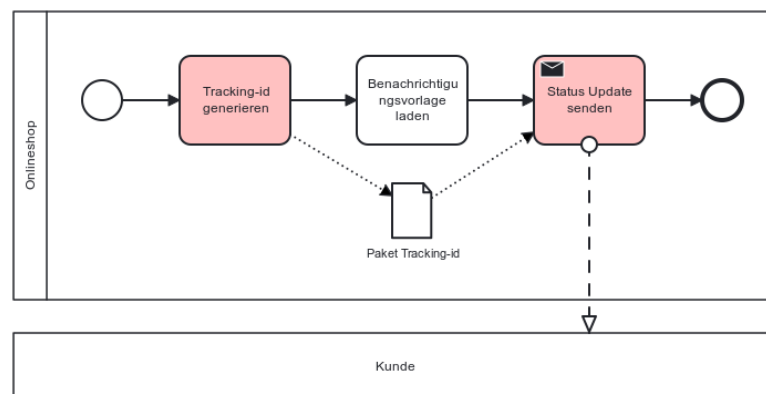 Onlineshop
Tracking-id
generieren
Benachrichtigu
ngsvorlage
laden
Status Update
senden
Paket Tracking-id
Kunde